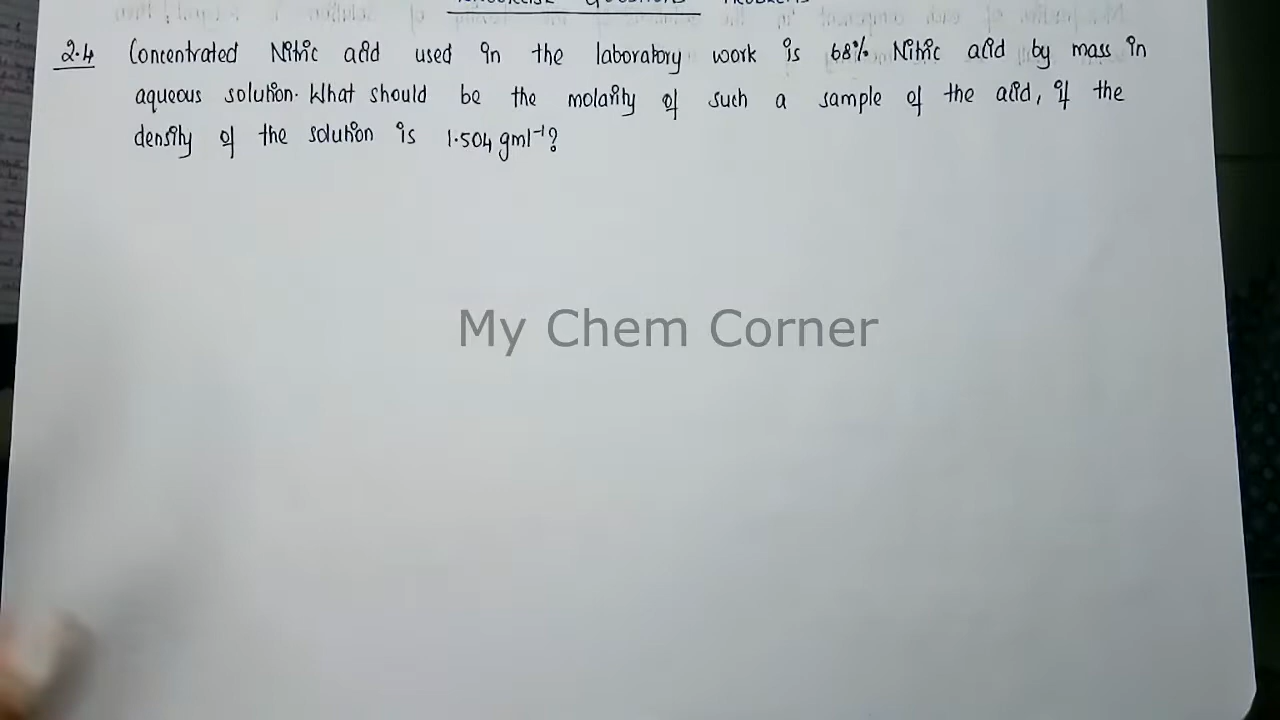 2.4 Concentrated Nitric acid used in the laboratory work is 68% Nitric acid by mass in
aqueous solution. What should be the molarity of such a sample of the acid, if the
density of the solution is 1.504 gml⁻¹?
My Chem Corner